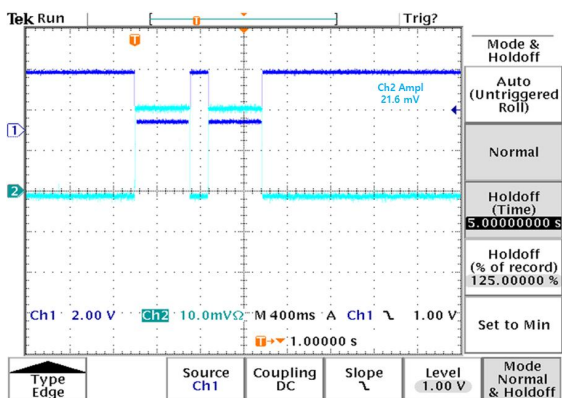 Tek Run
Trig?
T
T
Mode &
Holdoff
Auto
(Untriggered
Roll)
Normal
Holdoff
(Time)
5.00000000 s
Holdoff
(% of record)
125.00000 %
Set to Min
Ch2 Ampl
21.6 mV
1
2
Ch1 2.00 V Ch2 10.0mVΩ M 400ms A Ch1 1.00 V
T 1.00000 s
Type
Edge
Source
Ch1
Coupling
DC
Slope
Level
1.00 V
Mode
Normal
& Holdoff